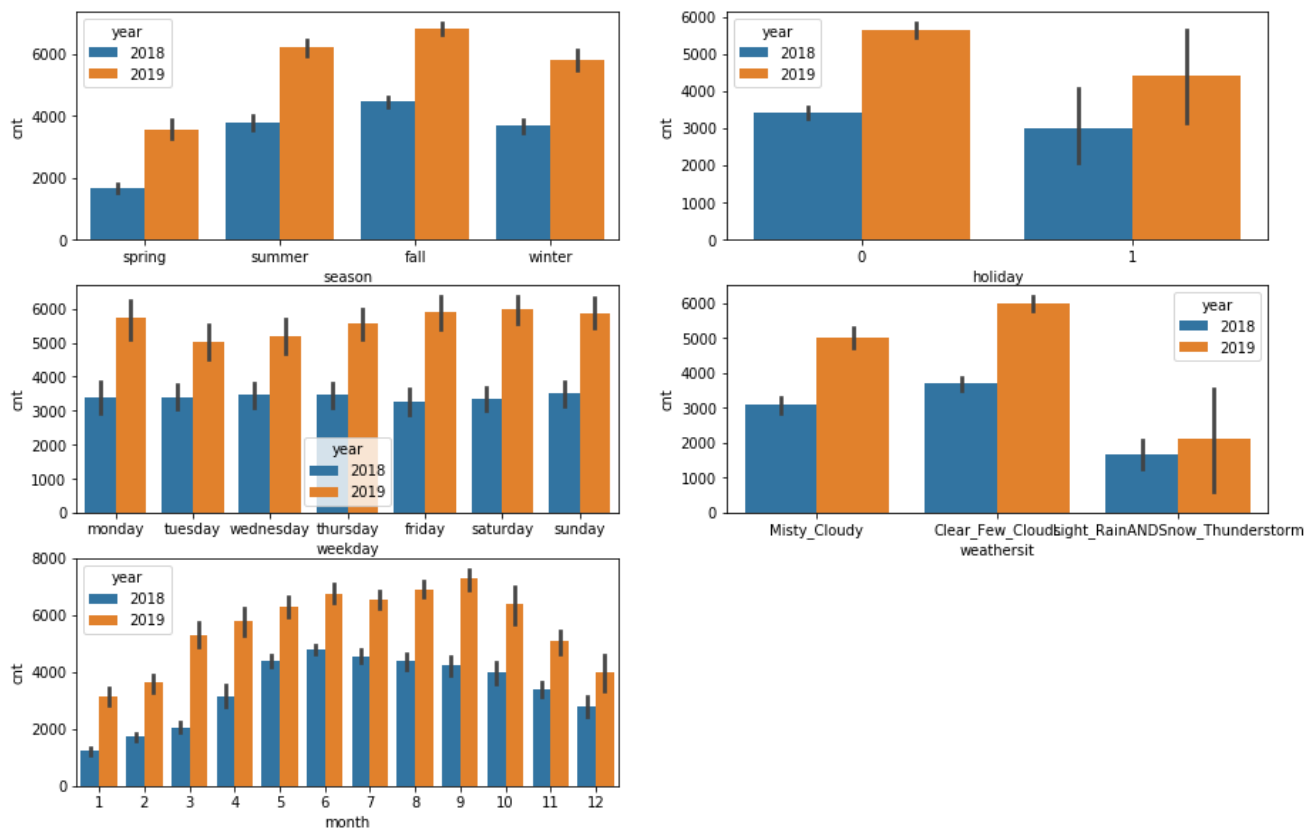 year
2018
2019
cnt
6000
4000
2000
0
spring summer fall winter
season
year
2018
2019
cnt
6000
5000
4000
3000
2000
1000
0
0 1
holiday
year
2018
2019
cnt
6000
5000
4000
3000
2000
1000
0
monday tuesday wednesday thursday friday saturday sunday
weekday
year
2018
2019
cnt
6000
5000
4000
3000
2000
1000
0
Misty_Cloudy Clear_Few_Clouds Light_RainANDSnow_Thunderstorm
weathersit
year
2018
2019
cnt
8000
6000
4000
2000
0
1 2 3 4 5 6 7 8 9 10 11 12
month